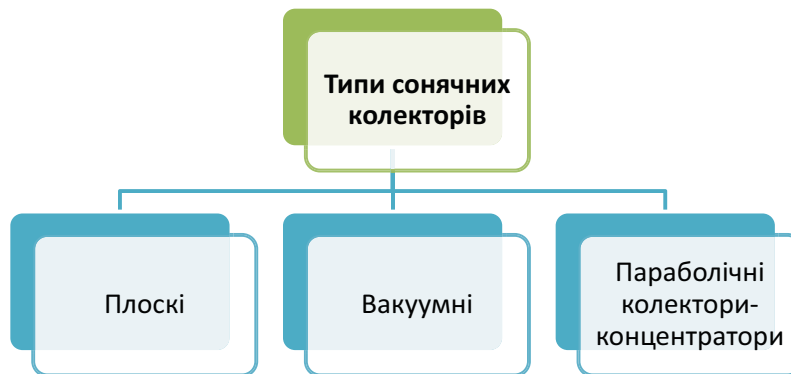 Типи сонячних
колекторів
Плоскі
Вакуумні
Параболічні
колектори-
концентратори